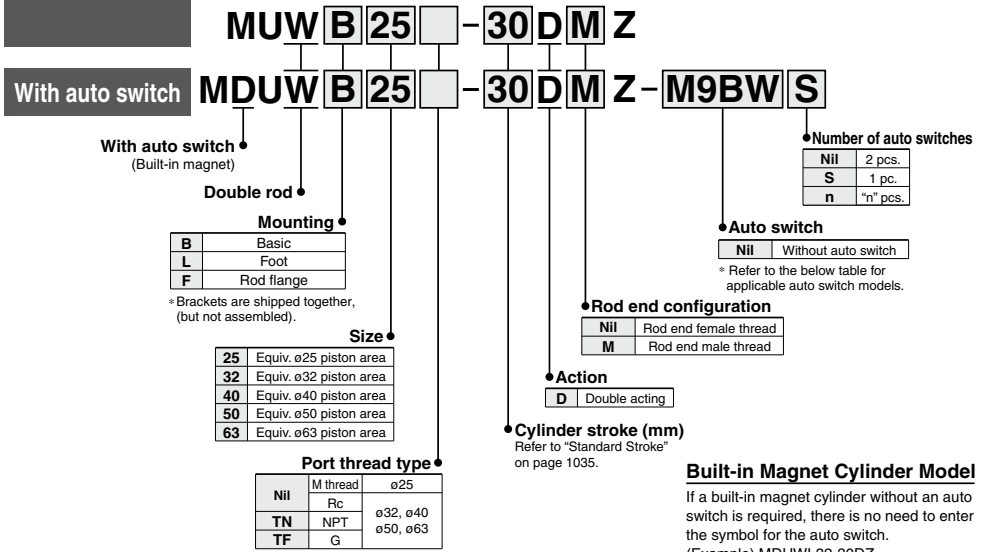 MUW B 25 - 30 D M Z
With auto switch MDUW B 25 - 30 D M Z - M9BW S
With auto switch
(Built-in magnet)
Double rod
Mounting
B Basic
L Foot
F Rod flange
* Brackets are shipped together,
(but not assembled).
Size
25 Equiv. ø25 piston area
32 Equiv. ø32 piston area
40 Equiv. ø40 piston area
50 Equiv. ø50 piston area
63 Equiv. ø63 piston area
Port thread type
Nil M thread ø25
Rc ø32, ø40
TN NPT ø50, ø63
TF G
Number of auto switches
Nil 2 pcs.
S 1 pc.
n "n" pcs.
Auto switch
Nil Without auto switch
* Refer to the below table for
applicable auto switch models.
Rod end configuration
Nil Rod end female thread
M Rod end male thread
Action
D Double acting
Cylinder stroke (mm)
Refer to "Standard Stroke"
on page 1035.
Built-in Magnet Cylinder Model
If a built-in magnet cylinder without an auto
switch is required, there is no need to enter
the symbol for the auto switch.